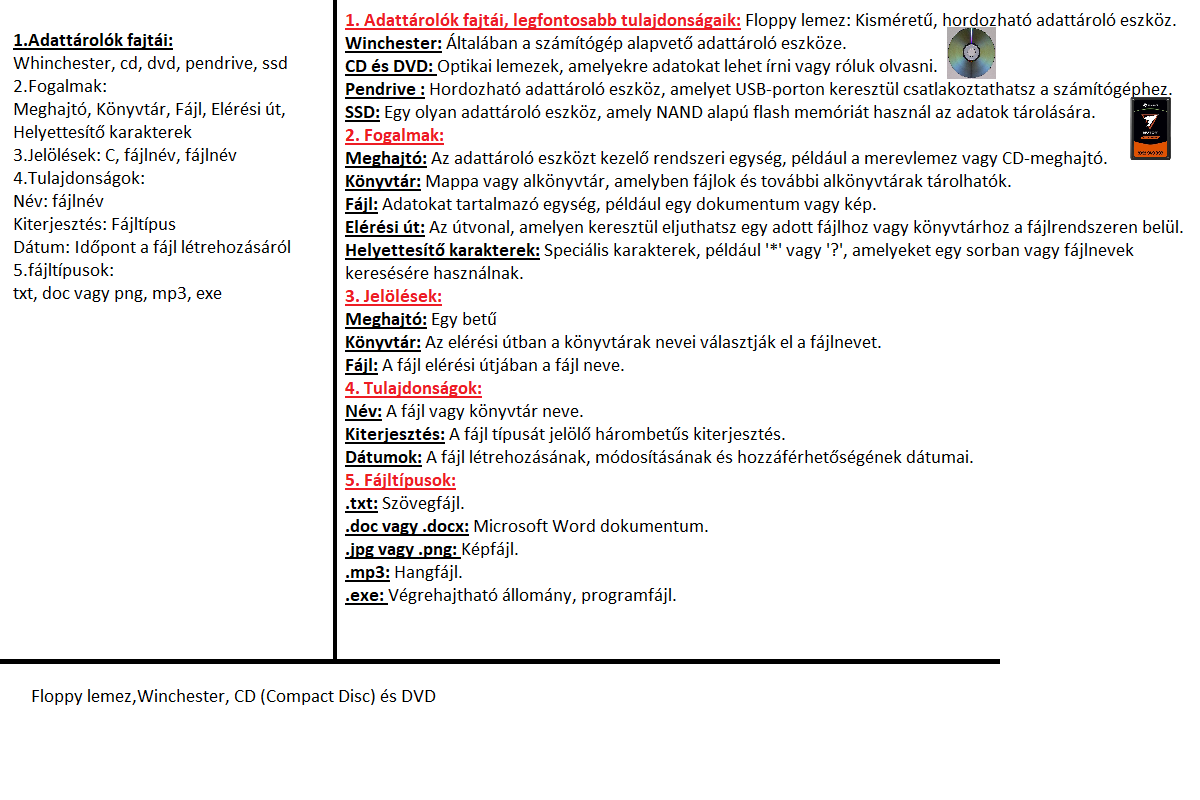 1.Adattárolók fajtái:
Whinchester, cd, dvd, pendrive, ssd
2.Fogalmak:
Meghajtó, Könyvtár, Fájl, Elérési út,
Helyettesítő karakterek
3.Jelölések: C, fájlnév, fájlnév
4.Tulajdonságok:
Név: fájlnév
Kiterjesztés: Fájltípus
Dátum: Időpont a fájl létrehozásáról
5.fájltípusok:
txt, doc vagy png, mp3, exe
1. Adattárolók fajtái, legfontosabb tulajdonságaik: Floppy lemez: Kisméretű, hordozható adattároló eszköz.
Winchester: Általában a számítógép alapvető adattároló eszköze.
CD és DVD: Optikai lemezek, amelyekre adatokat lehet írni vagy róluk olvasni.
Pendrive : Hordozható adattároló eszköz, amelyet USB-porton keresztül csatlakoztathatsz a számítógéphez.
SSD: Egy olyan adattároló eszköz, amely NAND alapú flash memóriát használ az adatok tárolására.
2. Fogalmak:
Meghajtó: Az adattároló eszközt kezelő rendszeri egység, például a merevlemez vagy CD-meghajtó.
Könyvtár: Mappa vagy alkönyvtár, amelyben fájlok és további alkönyvtárak tárolhatók.
Fájl: Adatokat tartalmazó egység, például egy dokumentum vagy kép.
Elérési út: Az útvonal, amelyen keresztül eljuthatsz egy adott fájlhoz vagy könyvtárhoz a fájlrendszeren belül.
Helyettesítő karakterek: Speciális karakterek, például '*' vagy '?', amelyeket egy sorban vagy fájlnevek
keresésére használnak.
3. Jelölések:
Meghajtó: Egy betű
Könyvtár: Az elérési útban a könyvtárak nevei választják el a fájlnevet.
Fájl: A fájl elérési útjában a fájl neve.
4. Tulajdonságok:
Név: A fájl vagy könyvtár neve.
Kiterjesztés: A fájl típusát jelölő hárombetűs kiterjesztés.
Dátumok: A fájl létrehozásának, módosításának és hozzáférhetőségének dátumai.
5. Fájltípusok:
.txt: Szövegfájl.
.doc vagy .docx: Microsoft Word dokumentum.
.jpg vagy .png: Képfájl.
.mp3: Hangfájl.
.exe: Végrehajtható állomány, programfájl.
Floppy lemez,Winchester, CD (Compact Disc) és DVD